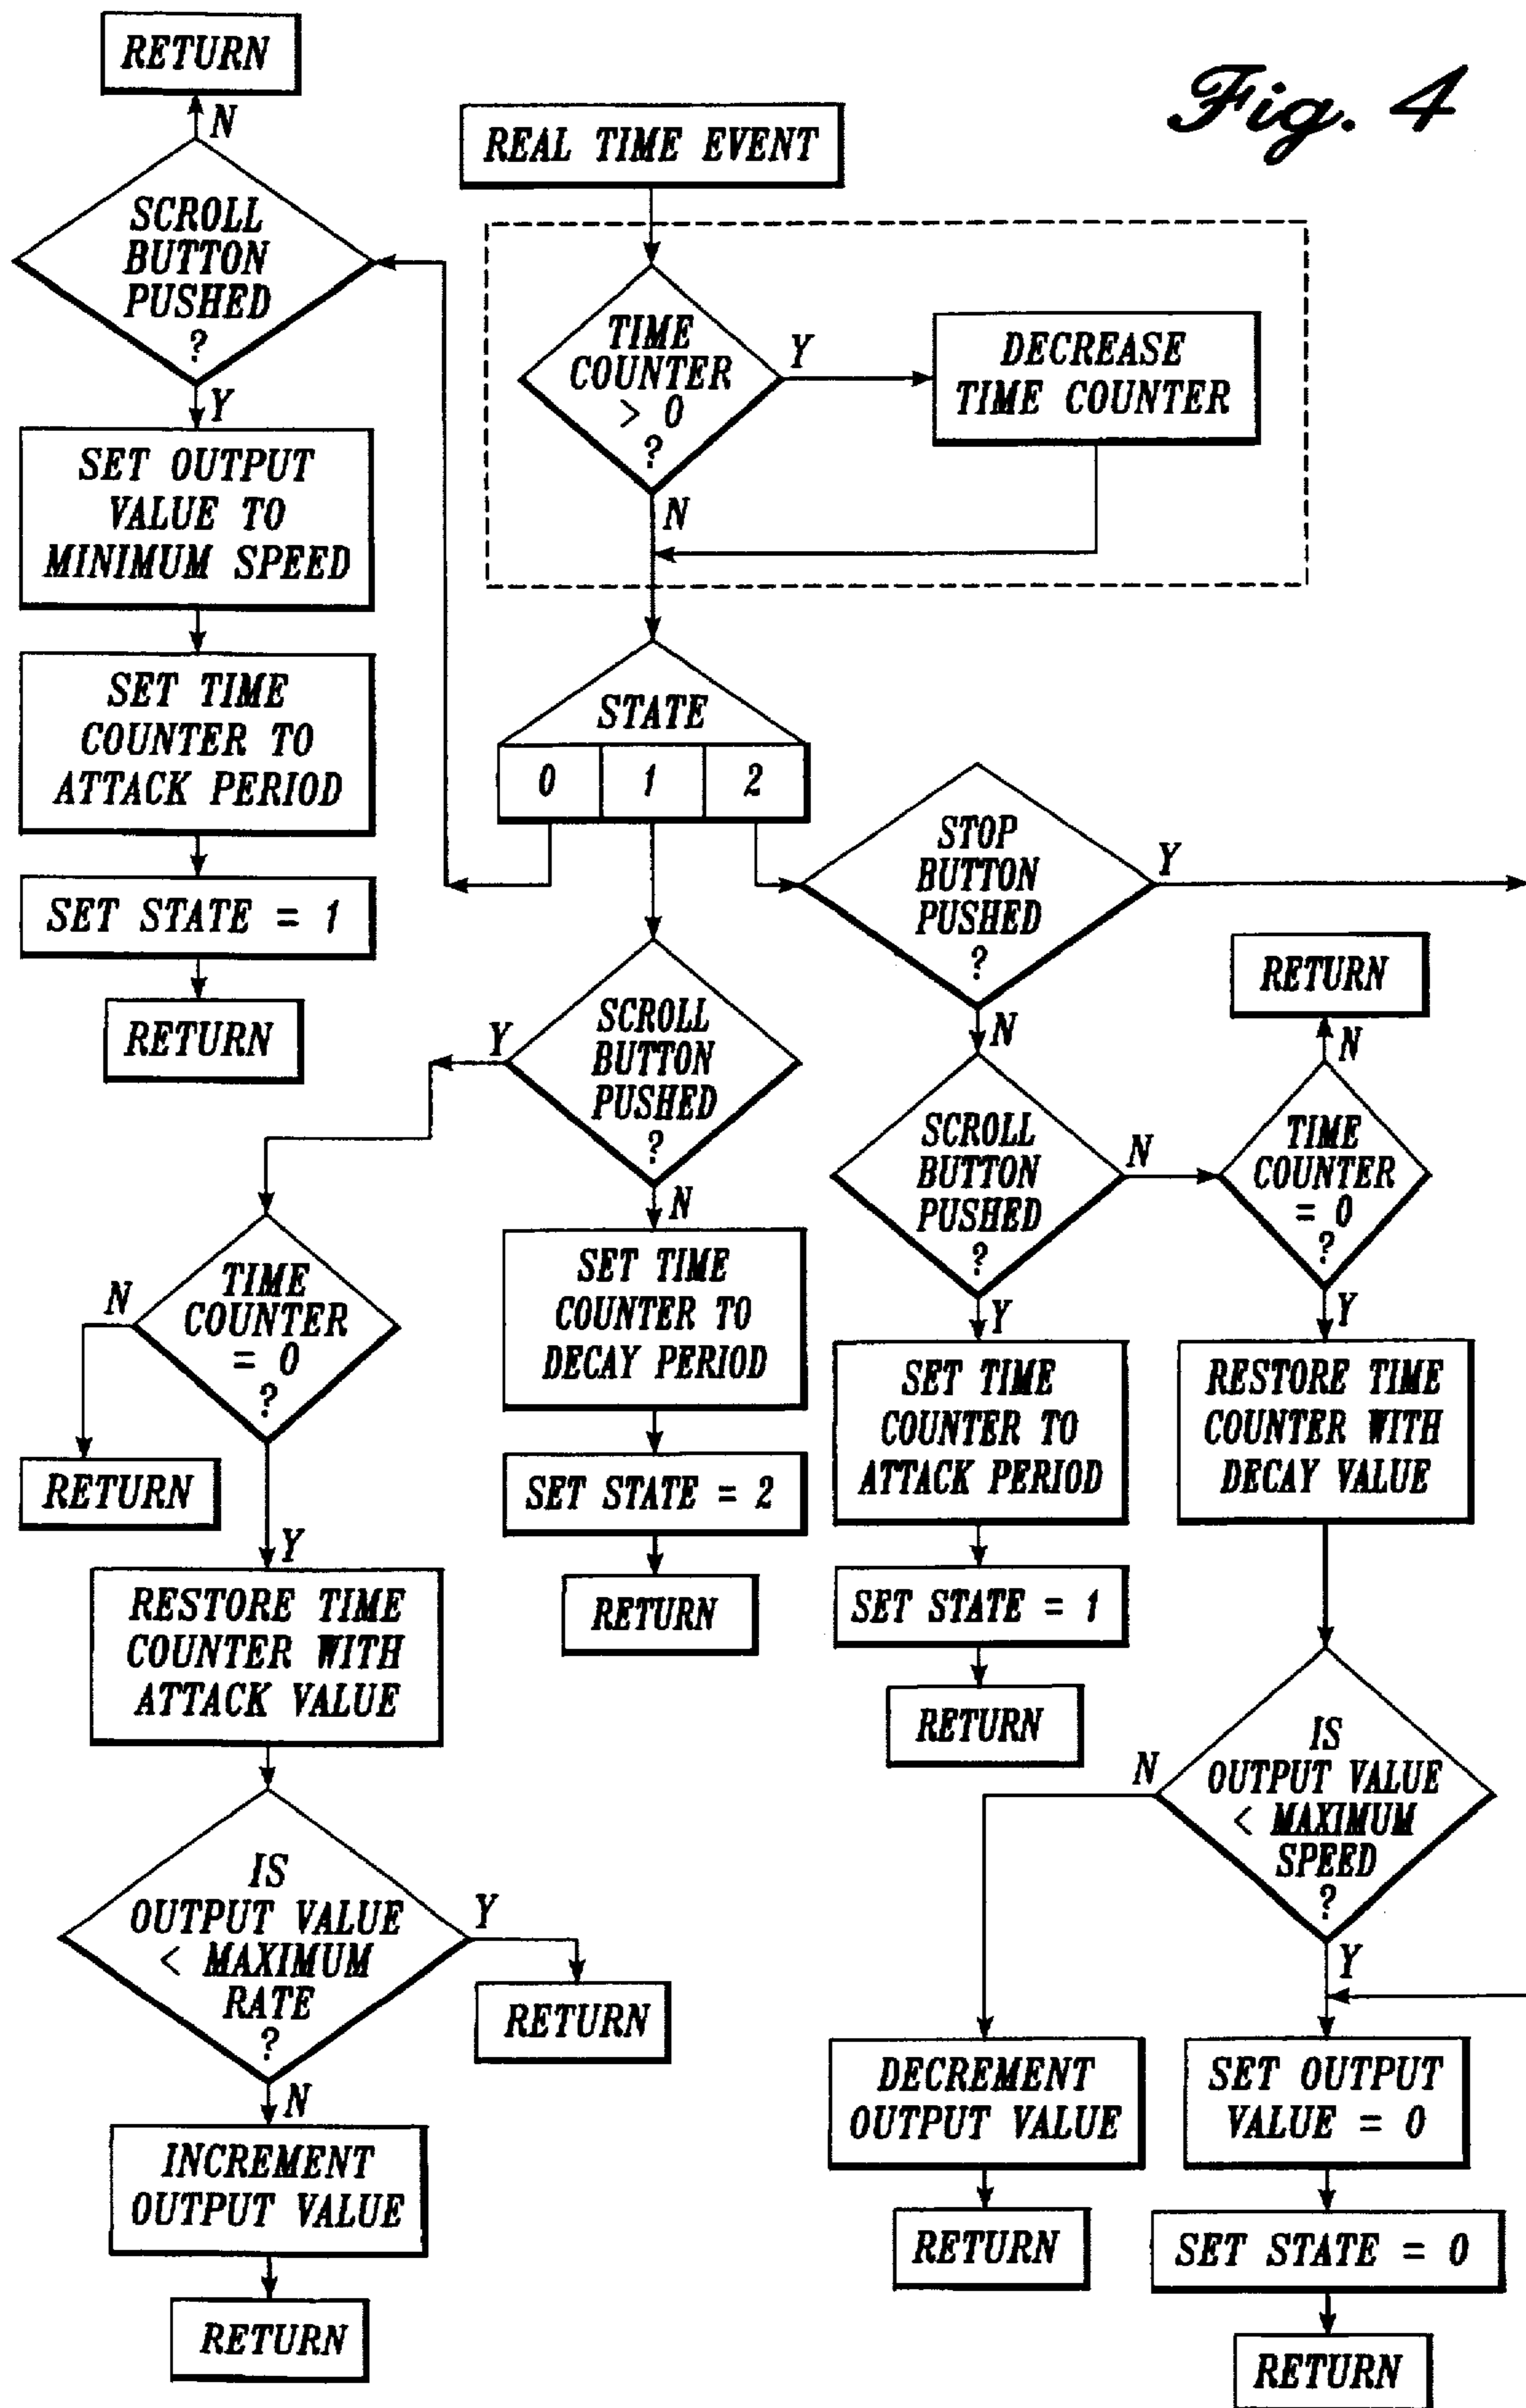 Fig. 4
RETURN
N
SCROLL
BUTTON
PUSHED
?
Y
SET OUTPUT
VALUE TO
MINIMUM SPEED
SET TIME
COUNTER TO
ATTACK PERIOD
SET STATE = 1
RETURN
REAL TIME EVENT
TIME
COUNTER
> 0
?
Y
DECREASE
TIME COUNTER
N
STATE
0 1 2
SCROLL
BUTTON
PUSHED
?
Y
N
TIME
COUNTER
= 0
?
N
RETURN
Y
RESTORE TIME
COUNTER WITH
ATTACK VALUE
IS
OUTPUT VALUE
< MAXIMUM
RATE
?
Y
RETURN
N
INCREMENT
OUTPUT VALUE
RETURN
SET TIME
COUNTER TO
DECAY PERIOD
SET STATE = 2
RETURN
STOP
BUTTON
PUSHED
?
Y
N
SCROLL
BUTTON
PUSHED
?
N
Y
SET TIME
COUNTER TO
ATTACK PERIOD
SET STATE = 1
RETURN
RETURN
N
TIME
COUNTER
= 0
?
Y
RESTORE TIME
COUNTER WITH
DECAY VALUE
IS
OUTPUT VALUE
< MAXIMUM
SPEED
?
N
Y
DECREMENT
OUTPUT VALUE
RETURN
SET OUTPUT
VALUE = 0
SET STATE = 0
RETURN